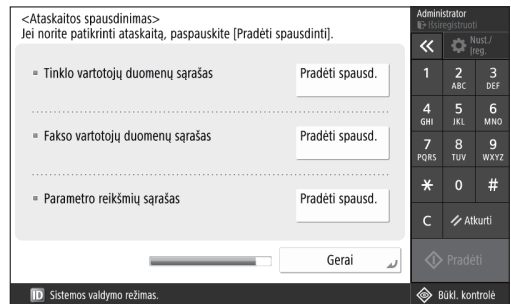 <Ataskaitos spausdinimas>
Jei norite patikrinti ataskaitą, paspauskite [Pradėti spausdinti].
Tinklo vartotojų duomenų sąrašas
Pradėti spausd.
Fakso vartotojų duomenų sąrašas
Pradėti spausd.
Parametro reikšmių sąrašas
Pradėti spausd.
Gerai
ID Sistemos valdymo režimas.
Administrator
Išsiregistruoti
Nust./
Įreg.
1 2 3
ABC DEF
4 5 6
GHI JKL MNO
7 8 9
PQRS TUV WXYZ
* 0 #
C Atkurti
Pradėti
Būkl. kontrolė